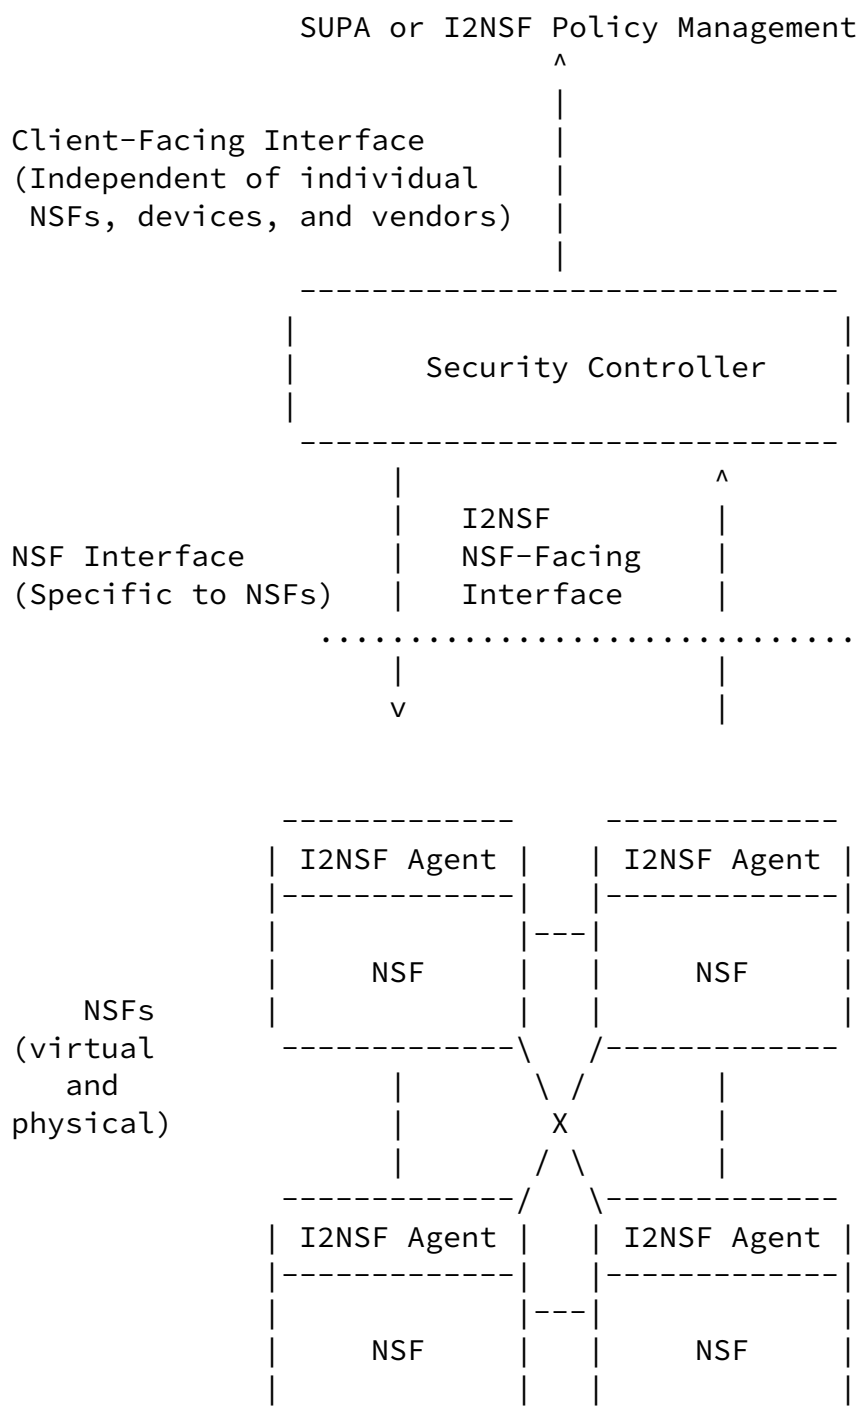 SUPA or I2NSF Policy Management
^
|
Client-Facing Interface |
(Independent of individual |
NSFs, devices, and vendors) |
|
------------------------------
| |
| Security Controller |
| |
------------------------------
| ^
| I2NSF |
NSF Interface | NSF-Facing |
(Specific to NSFs) | Interface |
..............................
| |
v |
------------- -------------
| I2NSF Agent | | I2NSF Agent |
|-------------| |-------------|
| |---| |
| NSF | | NSF |
NSFs | | | |
(virtual -------------\ /-------------
and | \ / |
physical) | X |
| / \ |
-------------/ \-------------
| I2NSF Agent | | I2NSF Agent |
|-------------| |-------------|
| |---| |
| NSF | | NSF |
| | | |